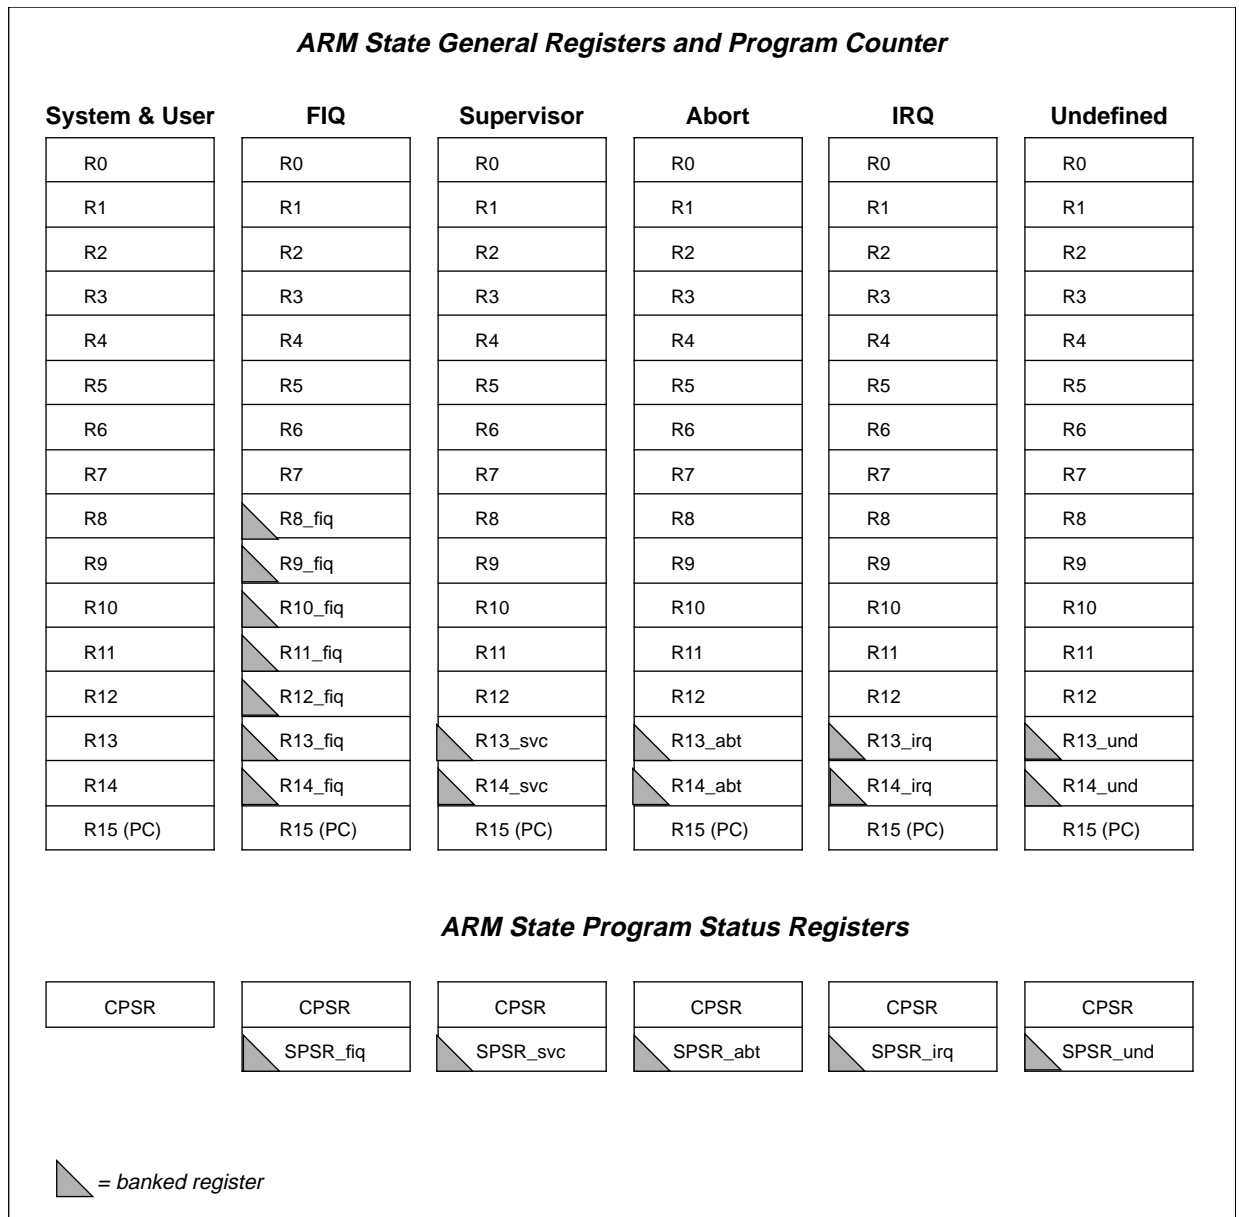 ARM State General Registers and Program Counter
System & User FIQ Supervisor Abort IRQ Undefined
R0 R0 R0 R0 R0 R0
R1 R1 R1 R1 R1 R1
R2 R2 R2 R2 R2 R2
R3 R3 R3 R3 R3 R3
R4 R4 R4 R4 R4 R4
R5 R5 R5 R5 R5 R5
R6 R6 R6 R6 R6 R6
R7 R7 R7 R7 R7 R7
R8 R8_fiq R8 R8 R8 R8
R9 R9_fiq R9 R9 R9 R9
R10 R10_fiq R10 R10 R10 R10
R11 R11_fiq R11 R11 R11 R11
R12 R12_fiq R12 R12 R12 R12
R13 R13_fiq R13_svc R13_abt R13_irq R13_und
R14 R14_fiq R14_svc R14_abt R14_irq R14_und
R15 (PC) R15 (PC) R15 (PC) R15 (PC) R15 (PC) R15 (PC)
ARM State Program Status Registers
CPSR CPSR CPSR CPSR CPSR CPSR
SPSR_fiq SPSR_svc SPSR_abt SPSR_irq SPSR_und
= banked register